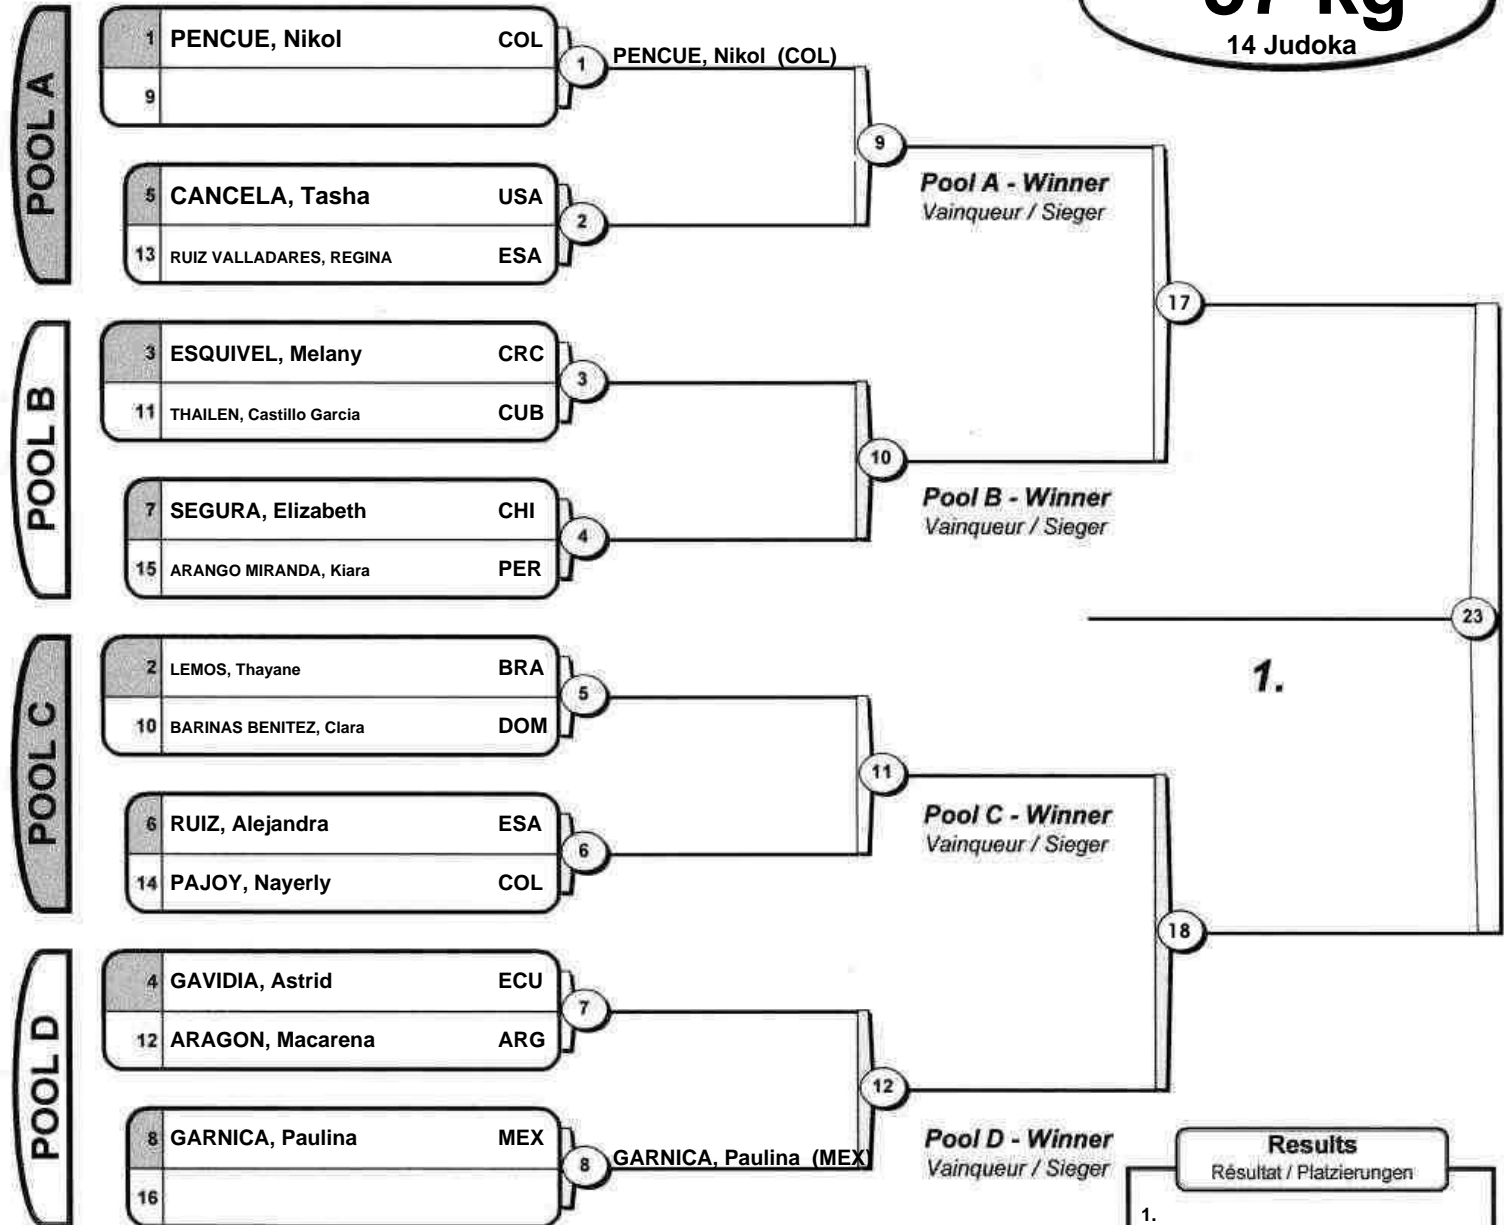 kg
14 Judoka
POOL A
1 PENCUE, Nikol COL
9
1 PENCUE, Nikol (COL)
5 CANCELA, Tasha USA
13 RUIZ VALLADARES, REGINA ESA
2
9
Pool A - Winner
Vainqueur / Sieger
POOL B
3 ESQUIVEL, Melany CRC
11 THAILEN, Castillo Garcia CUB
3
7 SEGURA, Elizabeth CHI
15 ARANGO MIRANDA, Kiara PER
4
10
Pool B - Winner
Vainqueur / Sieger
17
POOL C
2 LEMOS, Thayane BRA
10 BARINAS BENITEZ, Clara DOM
5
6 RUIZ, Alejandra ESA
14 PAJOY, Nayerly COL
6
11
Pool C - Winner
Vainqueur / Sieger
POOL D
4 GAVIDIA, Astrid ECU
12 ARAGON, Macarena ARG
7
8 GARNICA, Paulina MEX
16
8 GARNICA, Paulina (MEX)
12
Pool D - Winner
Vainqueur / Sieger
18
23
1.
Results
Résultat / Platzierungen
1.